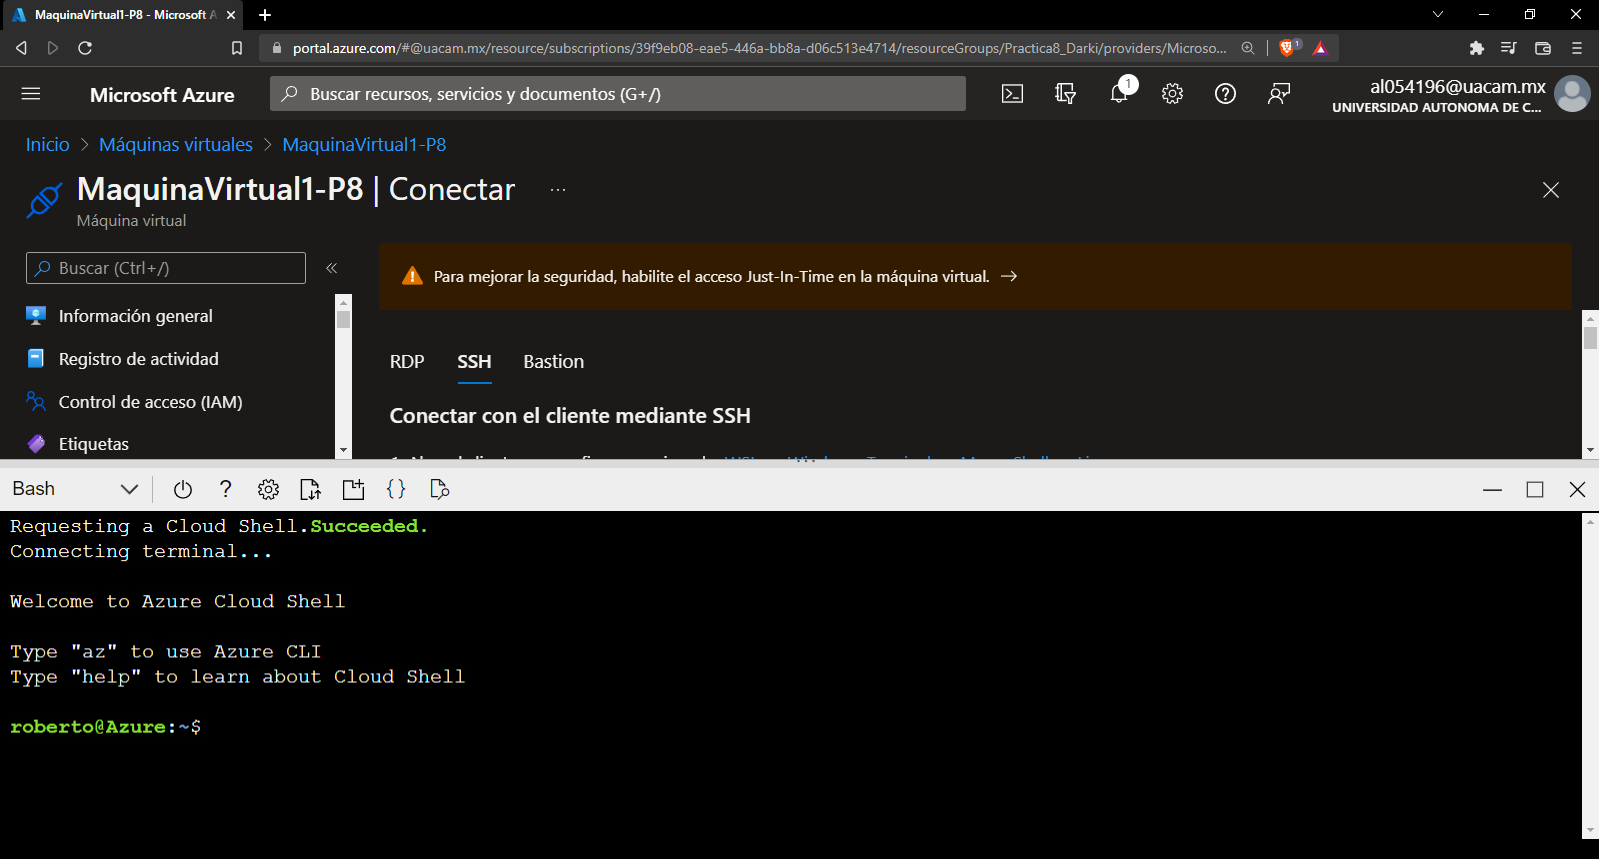 MaquinaVirtual1-P8 - Microsoft A
portal.azure.com/#@uacam.mx/resource/subscriptions/39f9eb08-eae5-446a-bb8a-d06c513e4714/resourceGroups/Practica8_Darki/providers/Microso...
1
Microsoft Azure
Buscar recursos, servicios y documentos (G+/)
1
al054196@uacam.mx
UNIVERSIDAD AUTONOMA DE C...
Inicio > Máquinas virtuales > MaquinaVirtual1-P8
MaquinaVirtual1-P8 | Conectar ...
Máquina virtual
Buscar (Ctrl+/)
«
Para mejorar la seguridad, habilite el acceso Just-In-Time en la máquina virtual. →
Información general
Registro de actividad
Control de acceso (IAM)
Etiquetas
RDP SSH Bastion
Conectar con el cliente mediante SSH
Bash
?
{}
Requesting a Cloud Shell.Succeeded.
Connecting terminal...
Welcome to Azure Cloud Shell
Type "az" to use Azure CLI
Type "help" to learn about Cloud Shell
roberto@Azure:~$